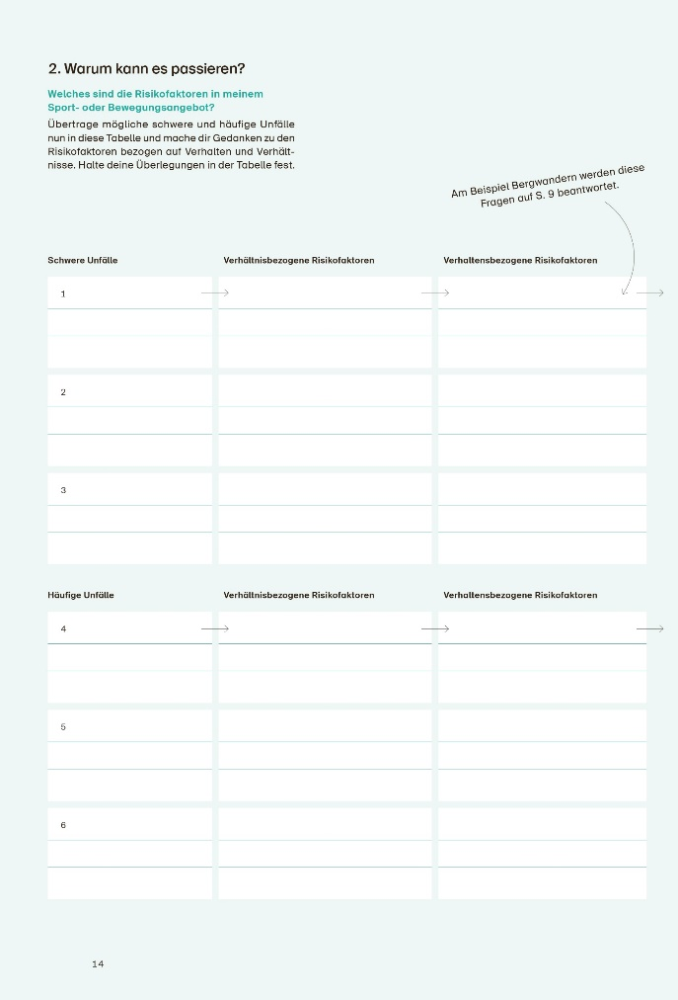 2. Warum kann es passieren?
Welches sind die Risikofaktoren in meinem
Sport- oder Bewegungsangebot?
Übertrage mögliche schwere und häufige Unfälle
nun in diese Tabelle und mache dir Gedanken zu den
Risikofaktoren bezogen auf Verhalten und Verhält-
nisse. Halte deine Überlegungen in der Tabelle fest.
Am Beispiel Bergwandern werden diese
Fragen auf S. 9 beantwortet.
Schwere Unfälle Verhältnisbezogene Risikofaktoren Verhaltensbezogene Risikofaktoren
1
2
3
Häufige Unfälle Verhältnisbezogene Risikofaktoren Verhaltensbezogene Risikofaktoren
4
5
6
14